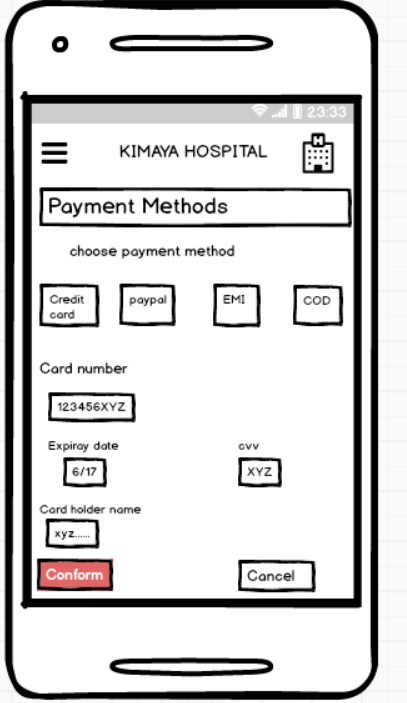 23:33
KIMAYA HOSPITAL
H
Payment Methods
choose payment method
Credit
card
paypal
EMI
COD
Card number
123456XYZ
Expiray date
cvv
6/17
XYZ
Card holder name
xyz......
Conform
Cancel